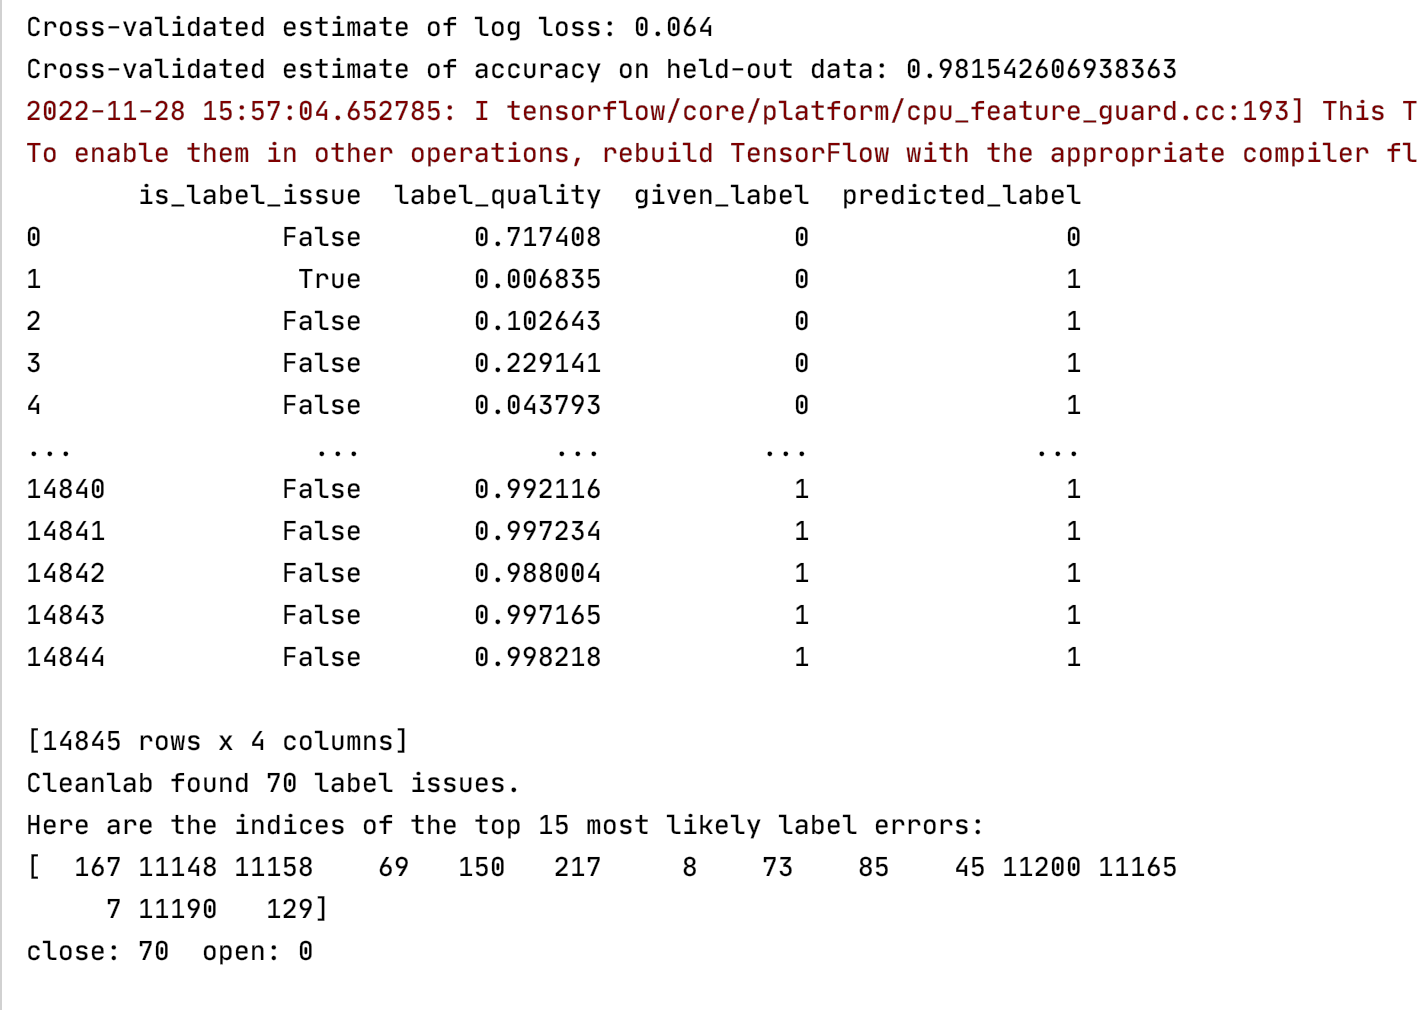 Cross-validated estimate of log loss: 0.064
Cross-validated estimate of accuracy on held-out data: 0.981542606938363
2022-11-28 15:57:04.652785: I tensorflow/core/platform/cpu_feature_guard.cc:193] This T
To enable them in other operations, rebuild TensorFlow with the appropriate compiler fl
       is_label_issue  label_quality  given_label  predicted_label
0               False       0.717408            0                0
1                True       0.006835            0                1
2               False       0.102643            0                1
3               False       0.229141            0                1
4               False       0.043793            0                1
...               ...            ...          ...              ...
14840           False       0.992116            1                1
14841           False       0.997234            1                1
14842           False       0.988004            1                1
14843           False       0.997165            1                1
14844           False       0.998218            1                1
[14845 rows x 4 columns]
Cleanlab found 70 label issues.
Here are the indices of the top 15 most likely label errors:
[  167 11148 11158    69   150   217     8    73    85    45 11200 11165
     7 11190   129]
close: 70  open: 0